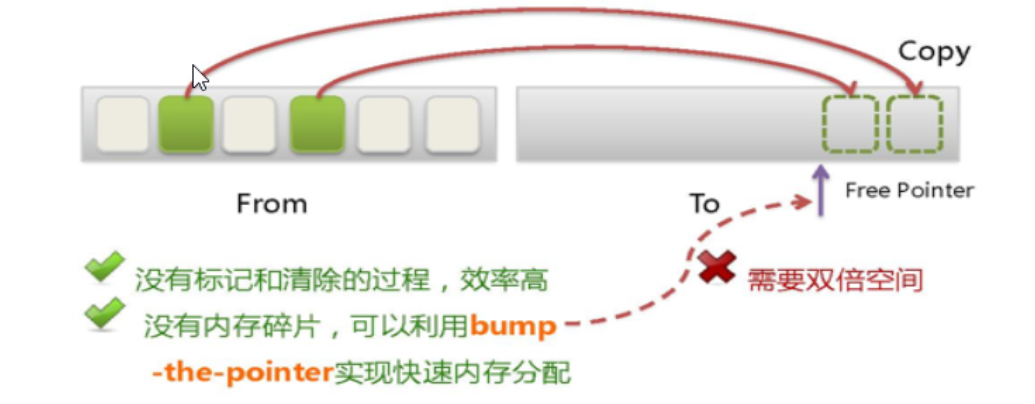 Copy
From
To
Free Pointer
没有标记和清除的过程，效率高
需要双倍空间
没有内存碎片，可以利用bump
-the-pointer实现快速内存分配